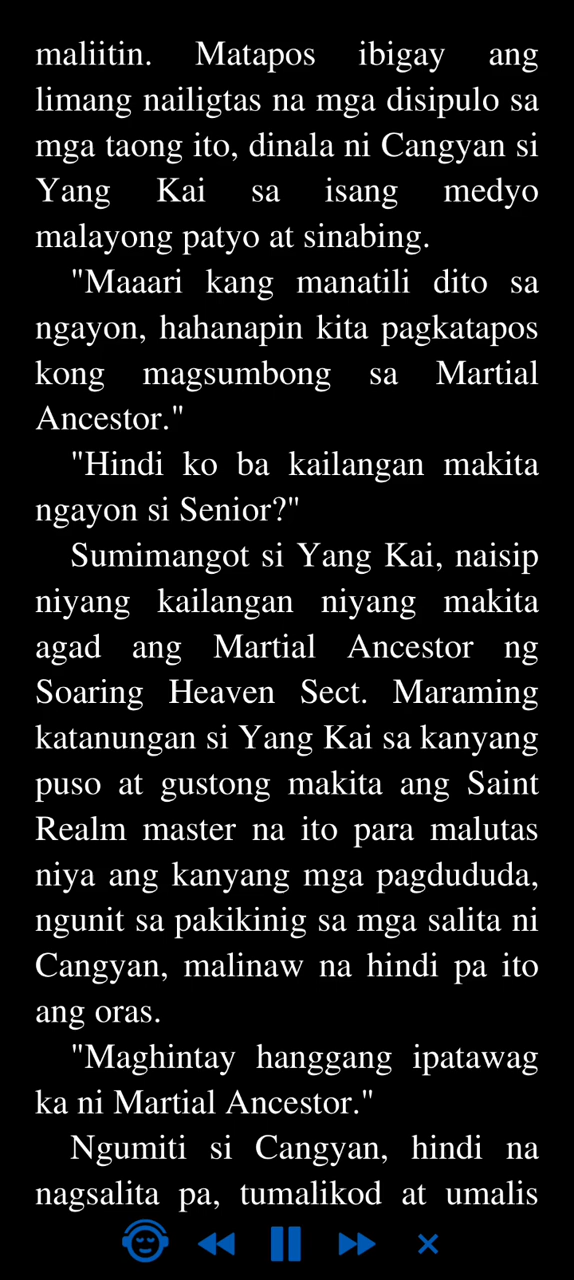 maliitin. Matapos ibigay ang
limang nailigtas na mga disipulo sa
mga taong ito, dinala ni Cangyan si
Yang Kai sa isang medyo
malayong patyo at sinabing.
"Maaari kang manatili dito sa
ngayon, hahanapin kita pagkatapos
kong magsumbong sa Martial
Ancestor."
"Hindi ko ba kailangan makita
ngayon si Senior?"
Sumimangot si Yang Kai, naisip
niyang kailangan niyang makita
agad ang Martial Ancestor ng
Soaring Heaven Sect. Maraming
katanungan si Yang Kai sa kanyang
puso at gustong makita ang Saint
Realm master na ito para malutas
niya ang kanyang mga pagdududa,
ngunit sa pakikinig sa mga salita ni
Cangyan, malinaw na hindi pa ito
ang oras.
"Maghintay hanggang ipatawag
ka ni Martial Ancestor."
Ngumiti si Cangyan, hindi na
nagsalita pa, tumalikod at umalis